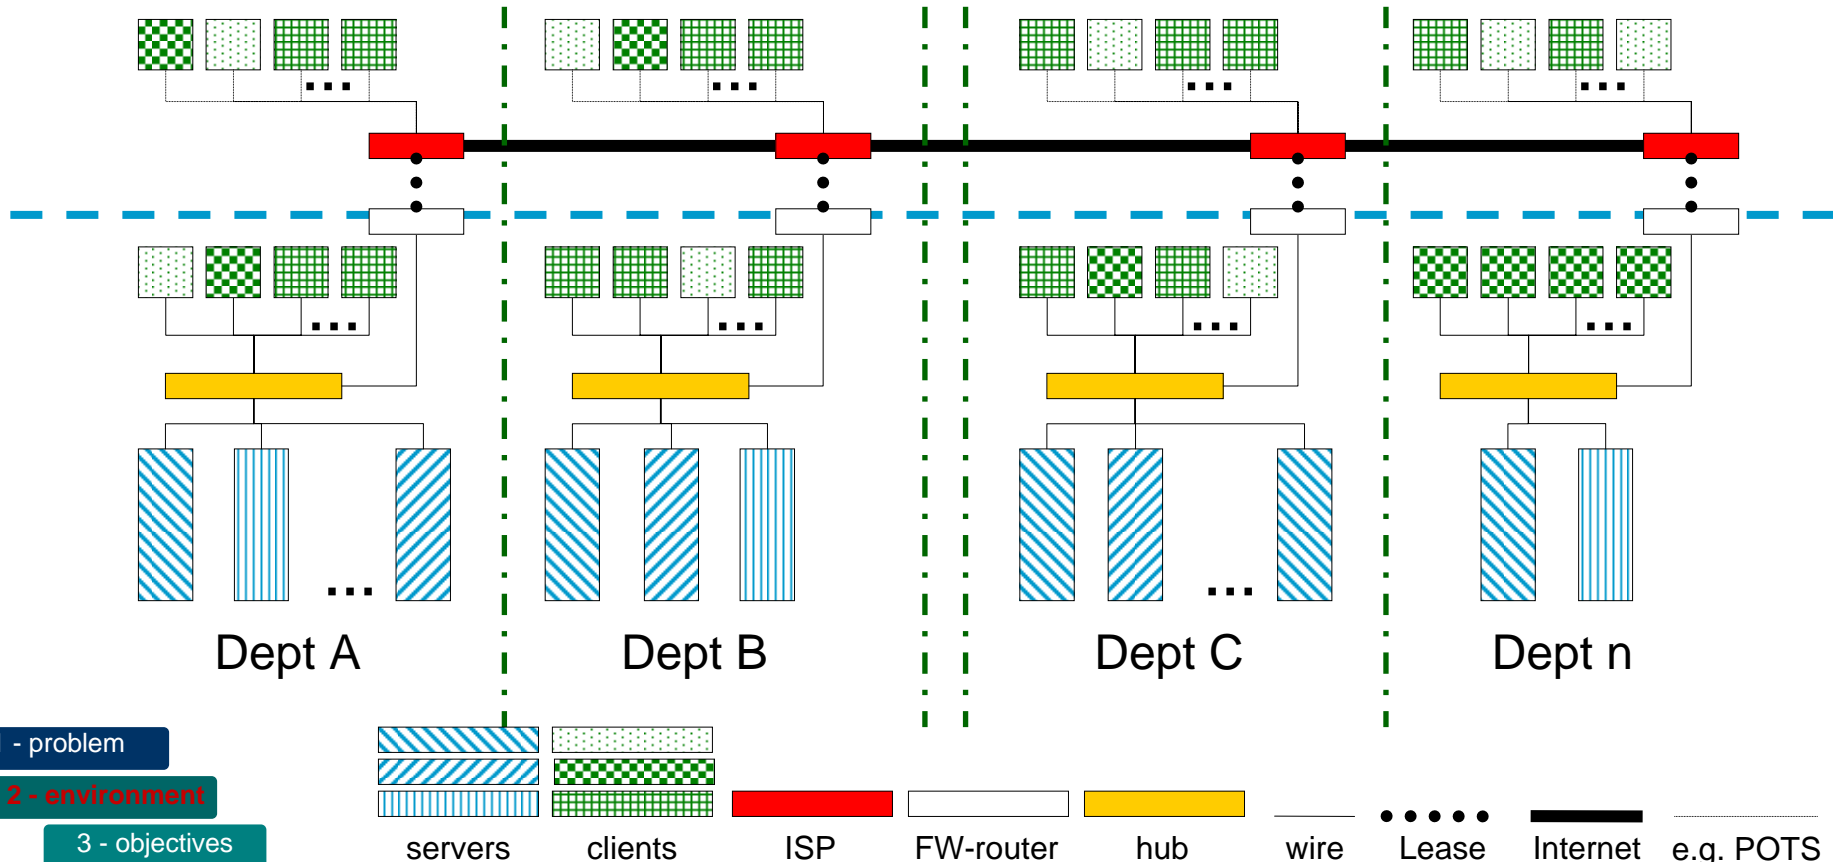 Dept A
Dept B
Dept C
Dept n
- problem
2 - environment
3 - objectives
servers
clients
ISP
FW-router
hub
wire
Lease
Internet
e.g. POTS